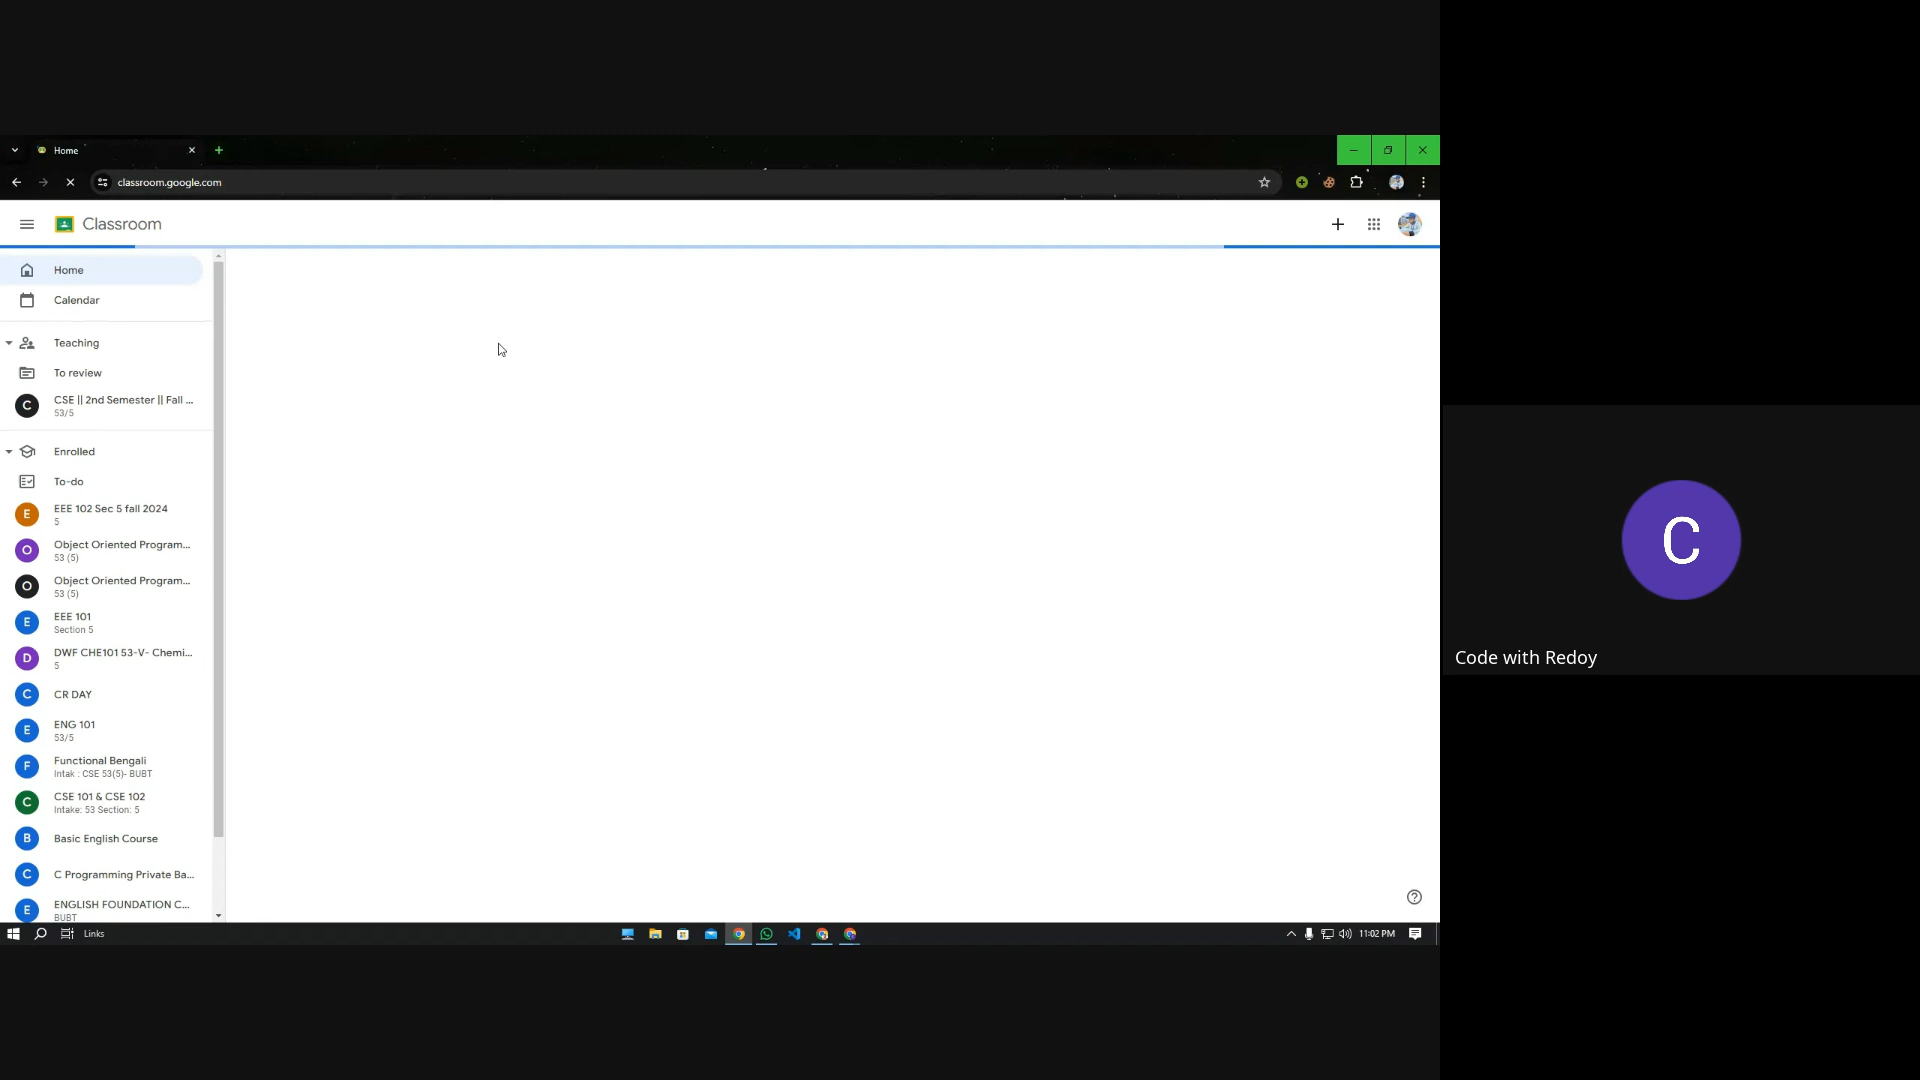 Home
classroom.google.com
Classroom
Home
Calendar
Teaching
To review
C
CSE || 2nd Semester || Fall ...
53/5
Enrolled
To-do
E
EEE 102 Sec 5 fall 2024
5
O
Object Oriented Program...
53 (5)
O
Object Oriented Program...
53 (5)
E
EEE 101
Section 5
D
DWF CHE101 53-V- Chemi...
5
C
CR DAY
E
ENG 101
53/5
F
Functional Bengali
Intak : CSE 53(5)- BUBT
C
CSE 101 & CSE 102
Intake: 53 Section: 5
B
Basic English Course
C
C Programming Private Ba...
E
ENGLISH FOUNDATION C...
BUBT
Links
11:02 PM
C
Code with Redoy